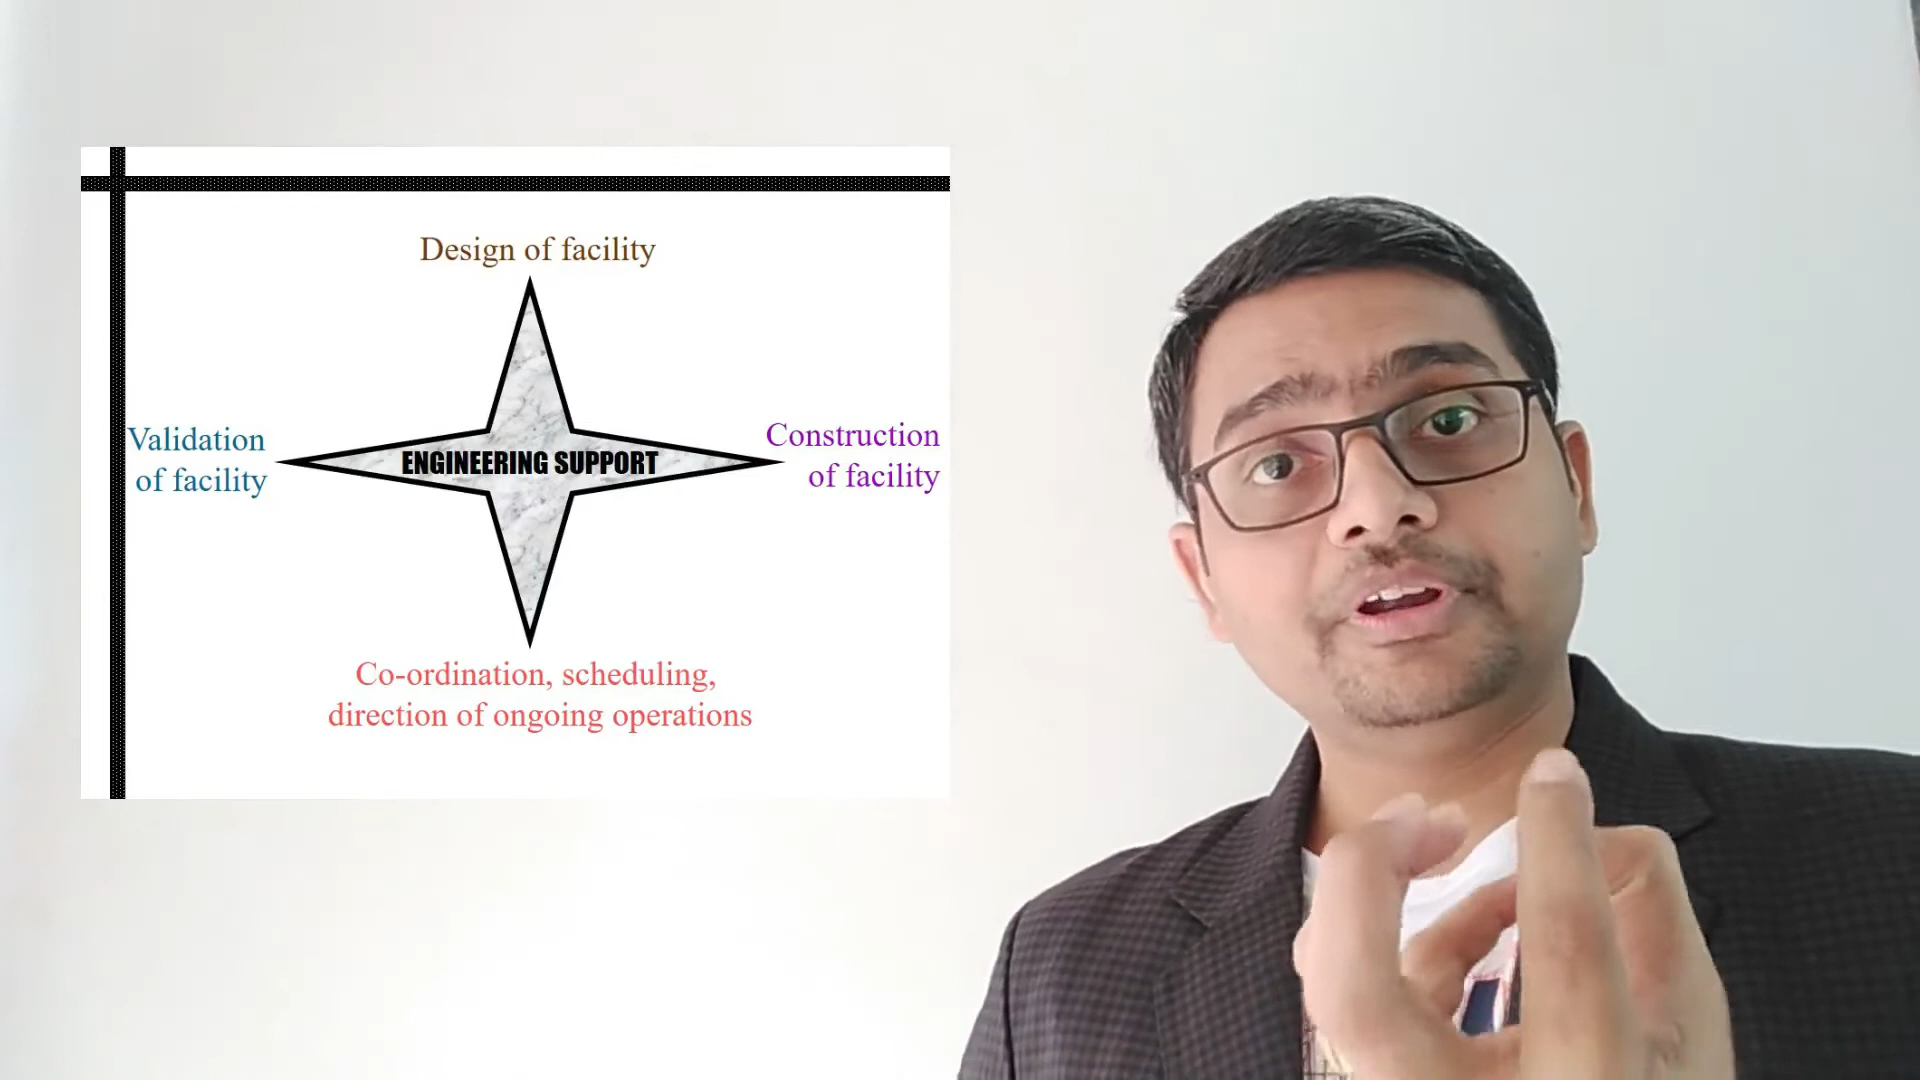 Design of facility
Validation
of facility
ENGINEERING SUPPORT
Construction
of facility
Co-ordination, scheduling,
direction of ongoing operations